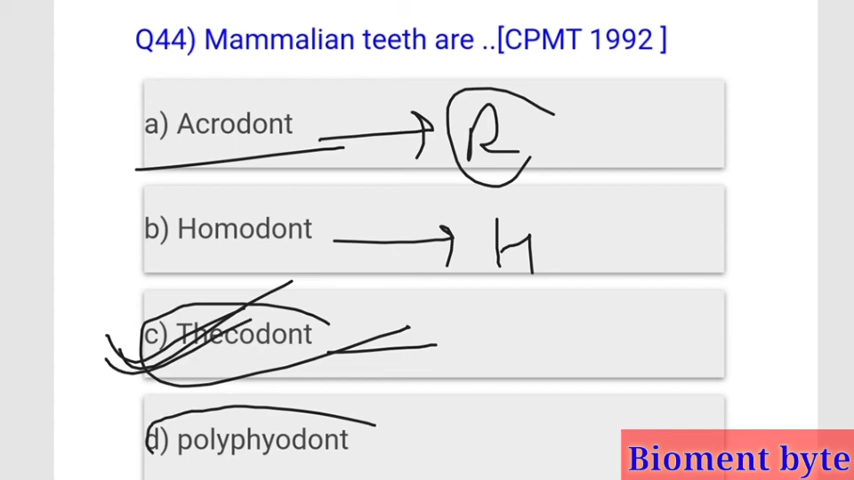 Q44) Mammalian teeth are ..[CPMT 1992 ]
a) Acrodont → R
b) Homodont → H
c) Thecodont
d) polyphyodont
Bioment byte